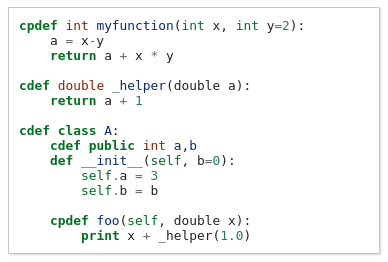 cpdef int myfunction(int x, int y=2):
    a = x-y
    return a + x * y

cdef double _helper(double a):
    return a + 1

cdef class A:
    cdef public int a,b
    def __init__(self, b=0):
        self.a = 3
        self.b = b

    cpdef foo(self, double x):
        print x + _helper(1.0)